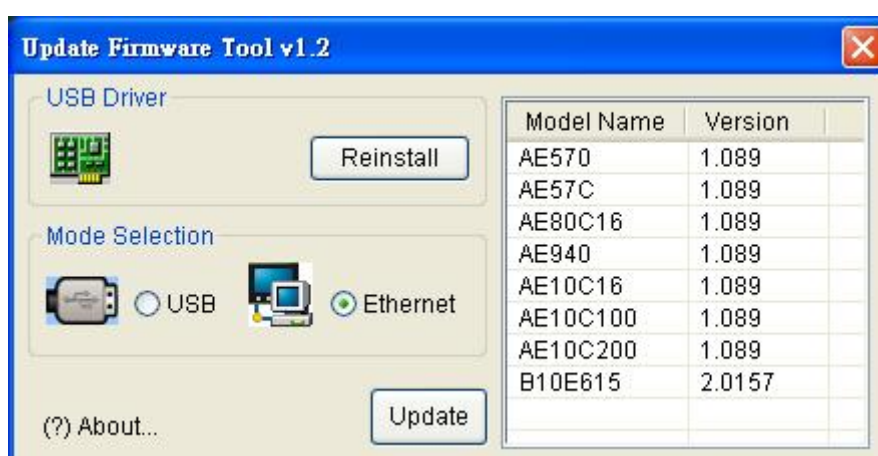 Update Firmware Tool v1.2
USB Driver
Reinstall
Mode Selection
USB
Ethernet
(?) About...
Update
Model Name Version
AE570 1.089
AE57C 1.089
AE80C16 1.089
AE940 1.089
AE10C16 1.089
AE10C100 1.089
AE10C200 1.089
B10E615 2.0157